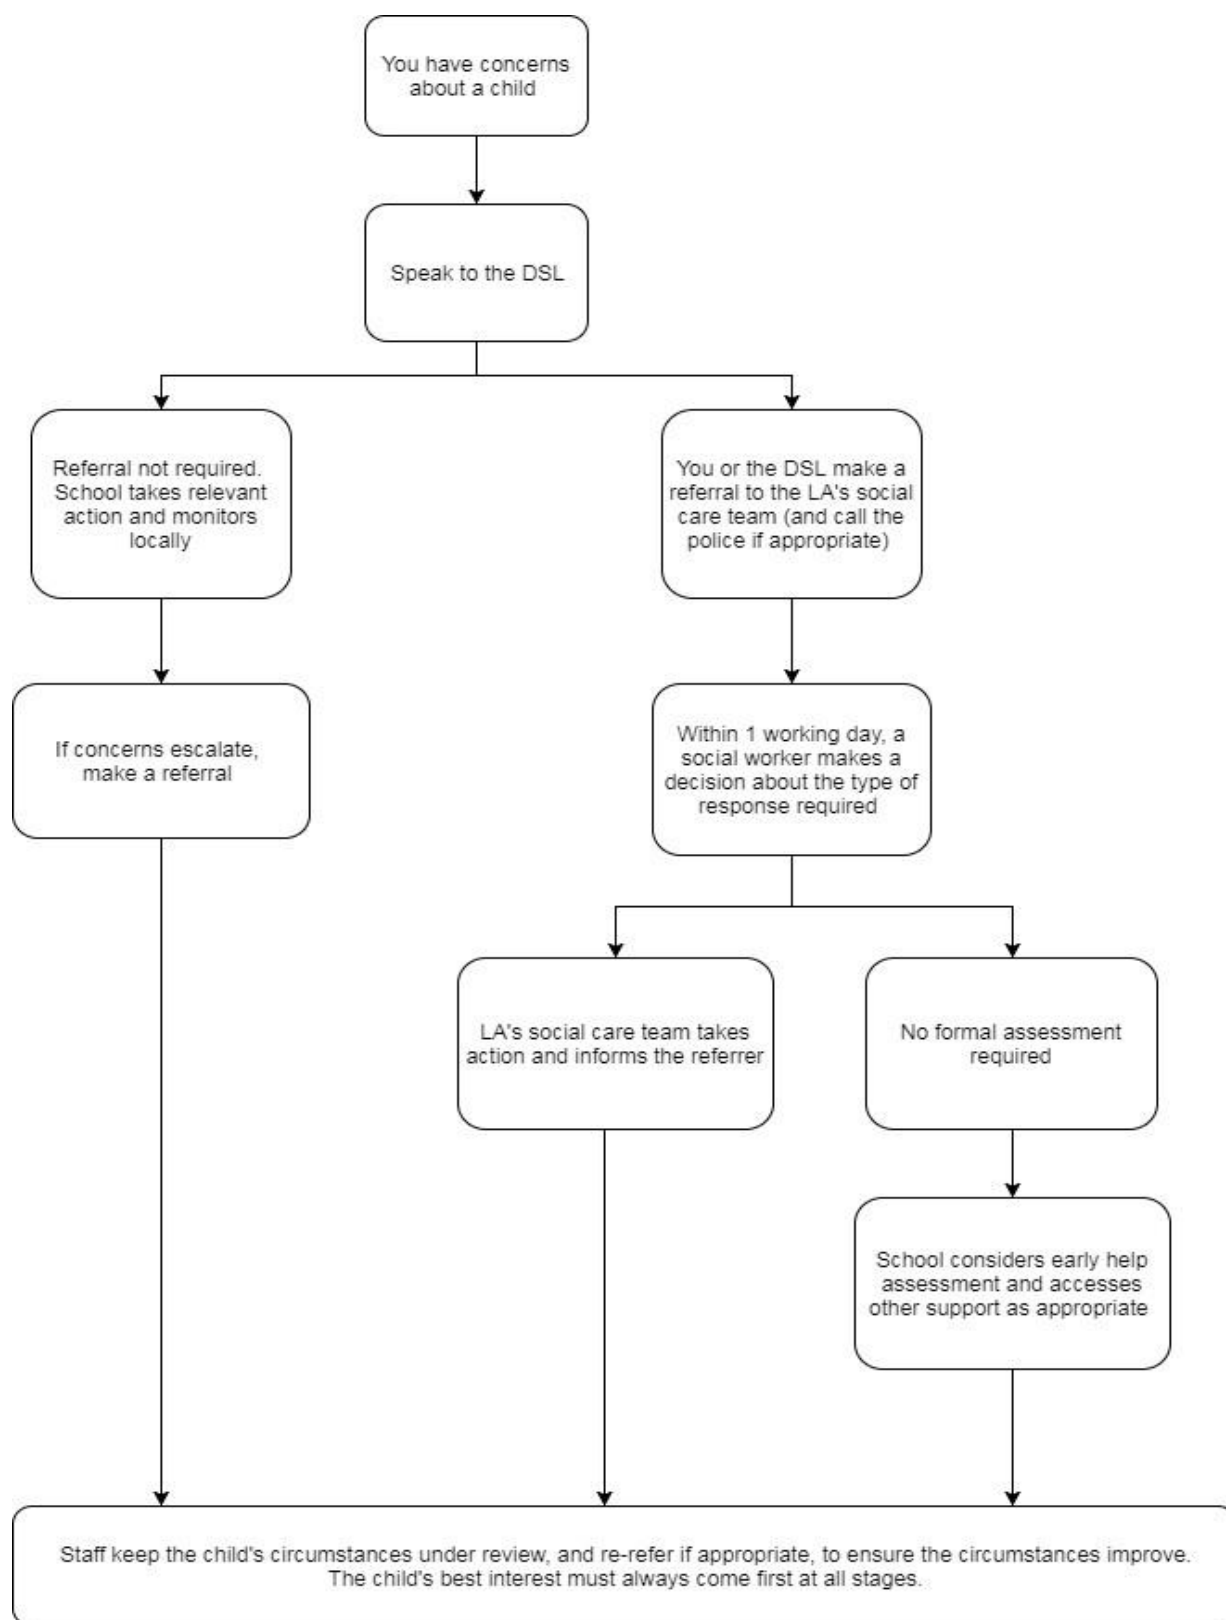 You have concerns
about a child
Speak to the DSL
Referral not required.
School takes relevant
action and monitors
locally
You or the DSL make a
referral to the LA's social
care team (and call the
police if appropriate)
If concerns escalate,
make a referral
Within 1 working day, a
social worker makes a
decision about the type of
response required
LA's social care team takes
action and informs the referrer
No formal assessment
required
School considers early help
assessment and accesses
other support as appropriate
Staff keep the child's circumstances under review, and re-refer if appropriate, to ensure the circumstances improve.
The child's best interest must always come first at all stages.